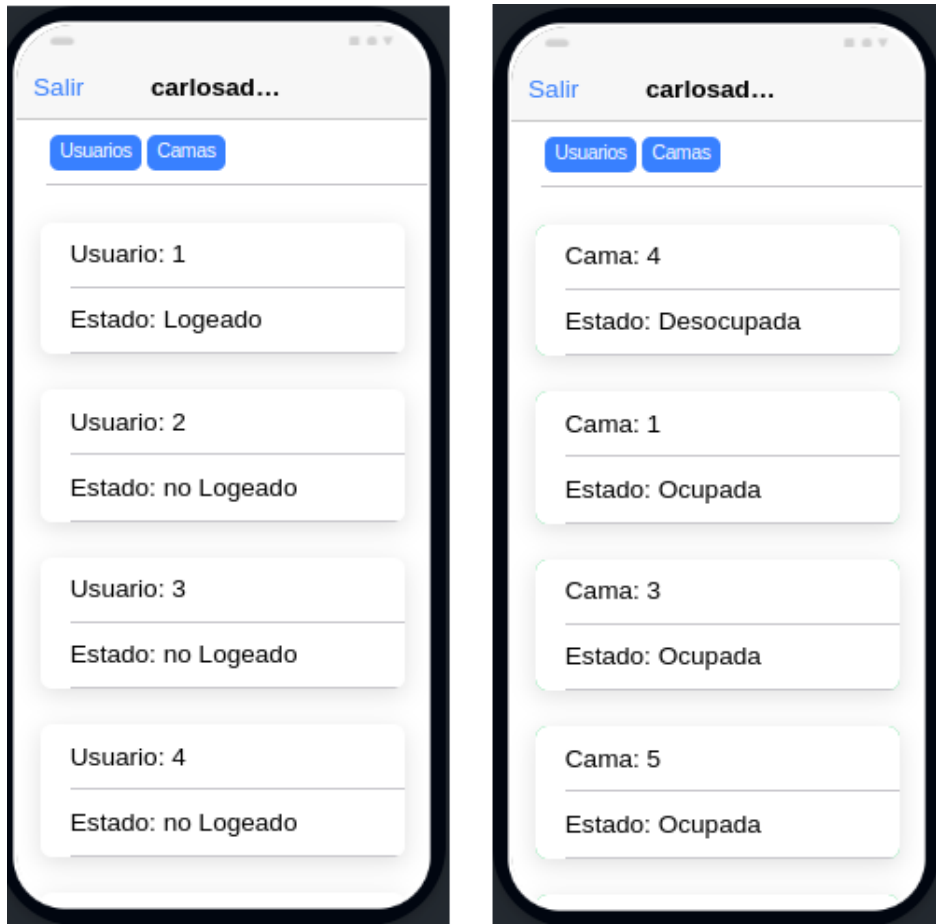 Salir carlosad...
Usuarios Camas
Usuario: 1
Estado: Logeado
Usuario: 2
Estado: no Logeado
Usuario: 3
Estado: no Logeado
Usuario: 4
Estado: no Logeado
Salir carlosad...
Usuarios Camas
Cama: 4
Estado: Desocupada
Cama: 1
Estado: Ocupada
Cama: 3
Estado: Ocupada
Cama: 5
Estado: Ocupada